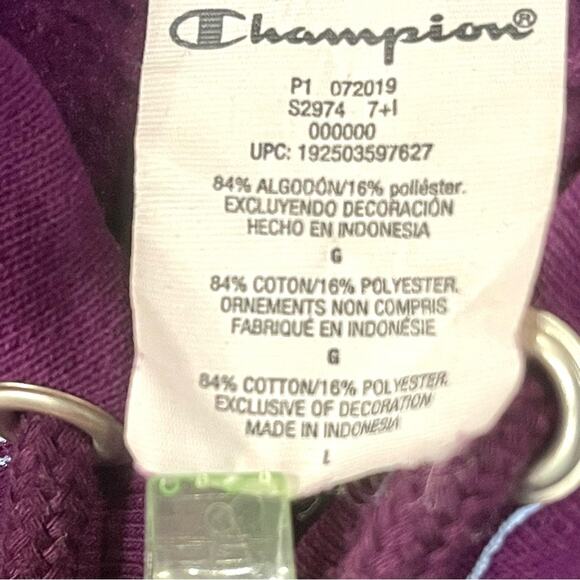 Champion®
P1 072019
S2974 7+I
000000
UPC: 192503597627
84% ALGODÓN/16% poliéster.
EXCLUYENDO DECORACIÓN
HECHO EN INDONESIA
G
84% COTON/16% POLYESTER.
ORNEMENTS NON COMPRIS
FABRIQUÉ EN INDONÉSIE
G
84% COTTON/16% POLYESTER.
EXCLUSIVE OF DECORATION
MADE IN INDONESIA
L